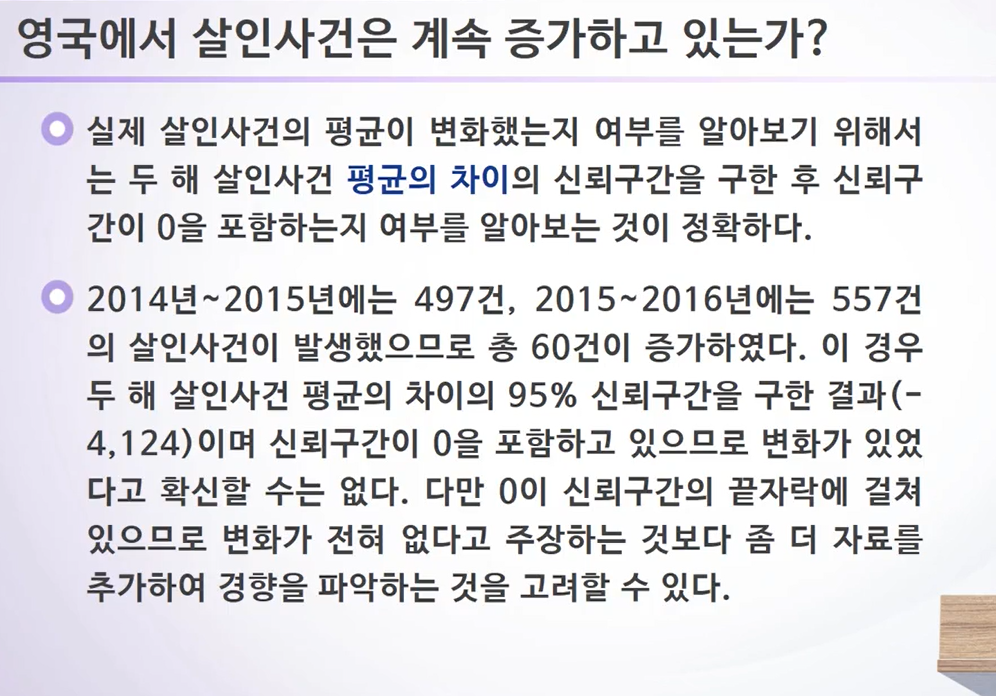 영국에서 살인사건은 계속 증가하고 있는가?
실제 살인사건의 평균이 변화했는지 여부를 알아보기 위해서
는 두 해 살인사건 평균의 차이의 신뢰구간을 구한 후 신뢰구
간이 0을 포함하는지 여부를 알아보는 것이 정확하다.
2014년~2015년에는 497건, 2015~2016년에는 557건
의 살인사건이 발생했으므로 총 60건이 증가하였다. 이 경우
두 해 살인사건 평균의 차이의 95% 신뢰구간을 구한 결과(-
4,124)이며 신뢰구간이 0을 포함하고 있으므로 변화가 있었
다고 확신할 수는 없다. 다만 0이 신뢰구간의 끝자락에 걸쳐
있으므로 변화가 전혀 없다고 주장하는 것보다 좀 더 자료를
추가하여 경향을 파악하는 것을 고려할 수 있다.